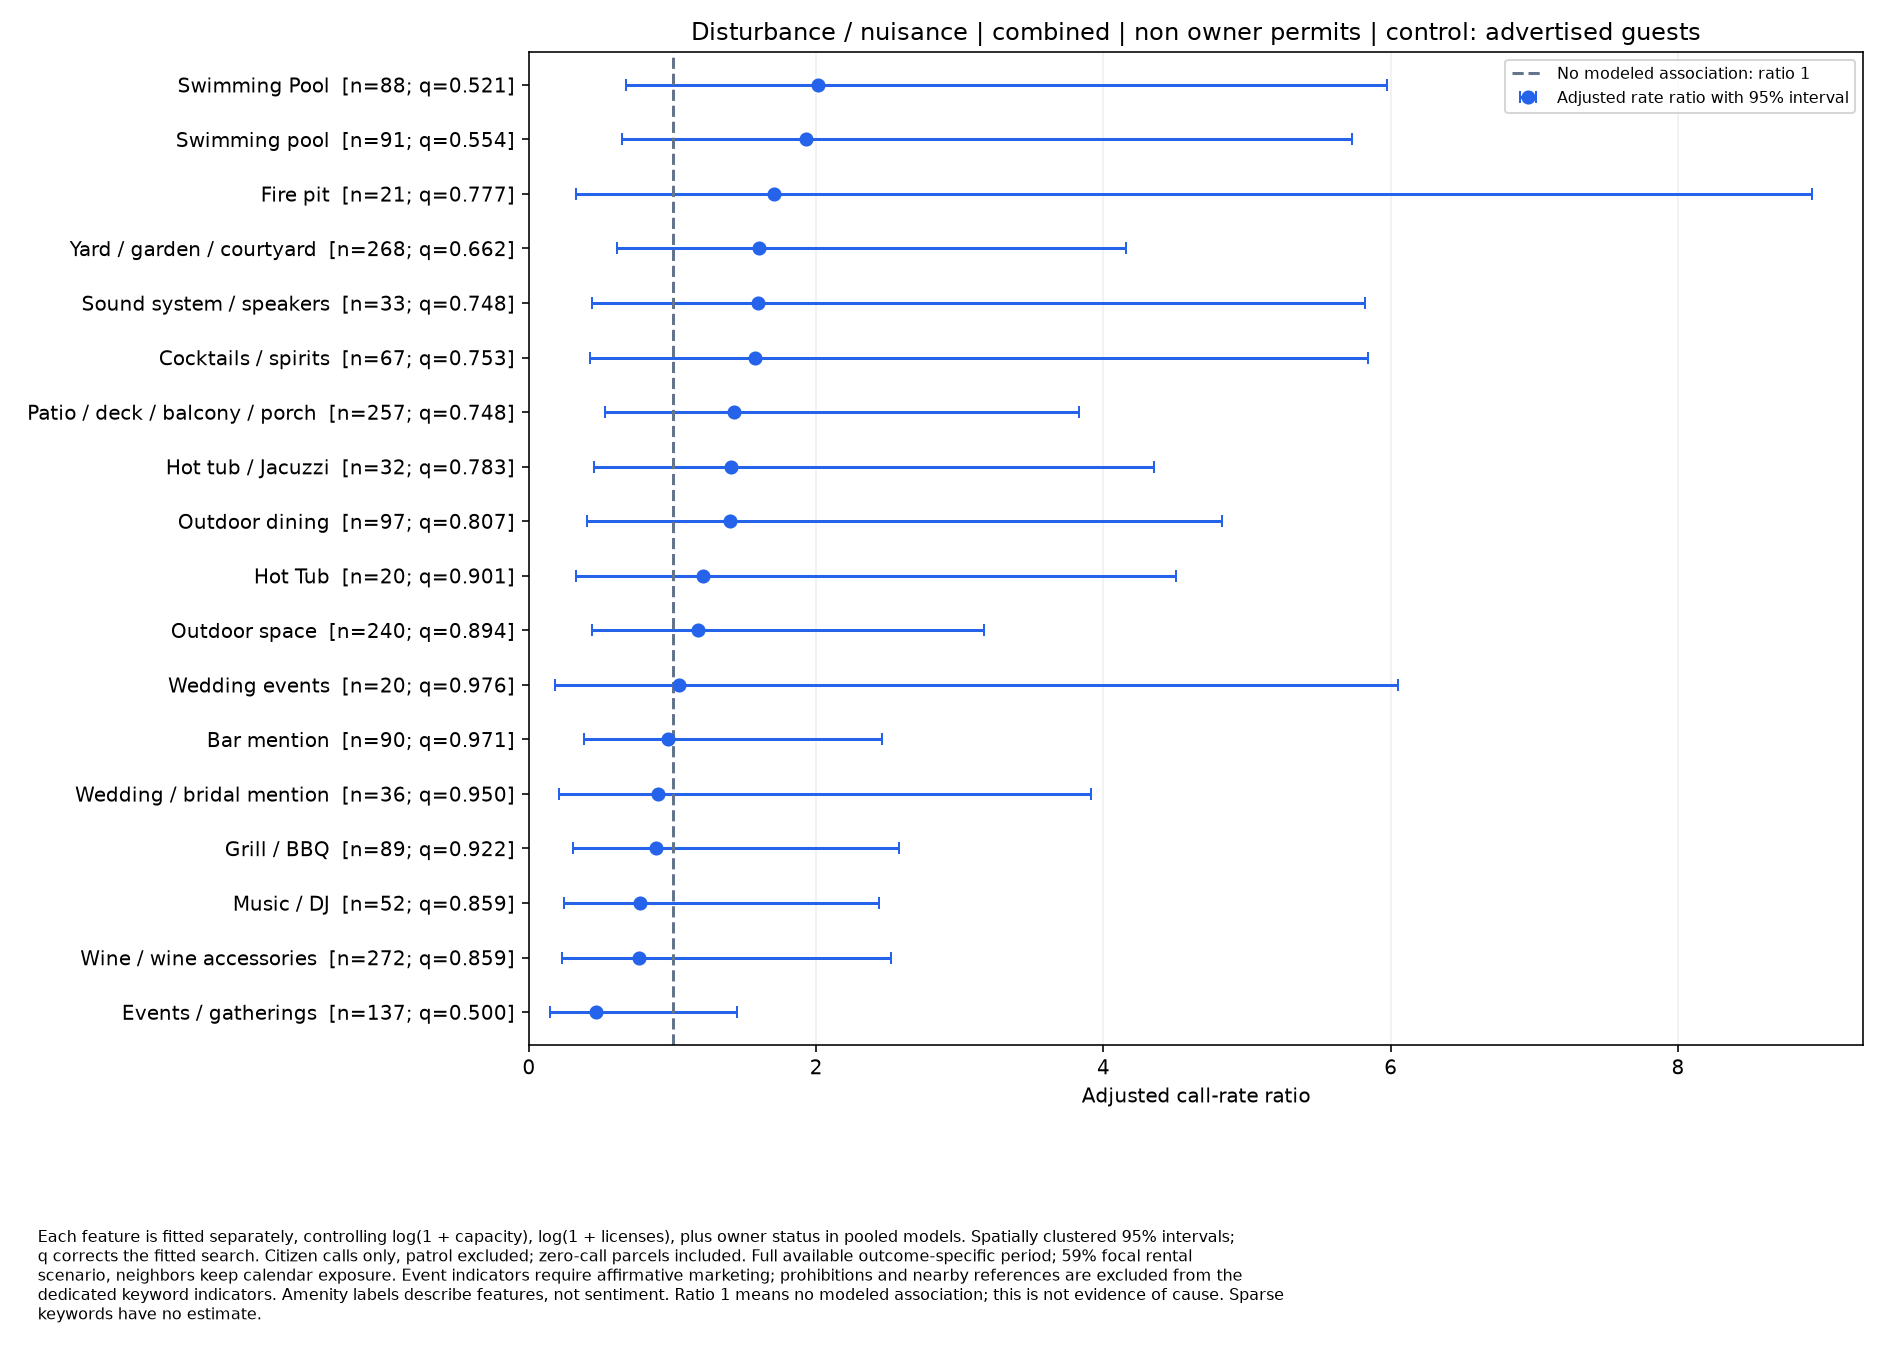 Disturbance / nuisance | combined | non owner permits | control: advertised guests
No modeled association: ratio 1
Adjusted rate ratio with 95% interval
Swimming Pool [n=88; q=0.521]
Swimming pool [n=91; q=0.554]
Fire pit [n=21; q=0.777]
Yard / garden / courtyard [n=268; q=0.662]
Sound system / speakers [n=33; q=0.748]
Cocktails / spirits [n=67; q=0.753]
Patio / deck / balcony / porch [n=257; q=0.748]
Hot tub / Jacuzzi [n=32; q=0.783]
Outdoor dining [n=97; q=0.807]
Hot Tub [n=20; q=0.901]
Outdoor space [n=240; q=0.894]
Wedding events [n=20; q=0.976]
Bar mention [n=90; q=0.971]
Wedding / bridal mention [n=36; q=0.950]
Grill / BBQ [n=89; q=0.922]
Music / DJ [n=52; q=0.859]
Wine / wine accessories [n=272; q=0.859]
Events / gatherings [n=137; q=0.500]
0 2 4 6 8
Adjusted call-rate ratio
Each feature is fitted separately, controlling log(1 + capacity), log(1 + licenses), plus owner status in pooled models. Spatially clustered 95% intervals;
q corrects the fitted search. Citizen calls only, patrol excluded; zero-call parcels included. Full available outcome-specific period; 59% focal rental
scenario, neighbors keep calendar exposure. Event indicators require affirmative marketing; prohibitions and nearby references are excluded from the
dedicated keyword indicators. Amenity labels describe features, not sentiment. Ratio 1 means no modeled association; this is not evidence of cause. Sparse
keywords have no estimate.